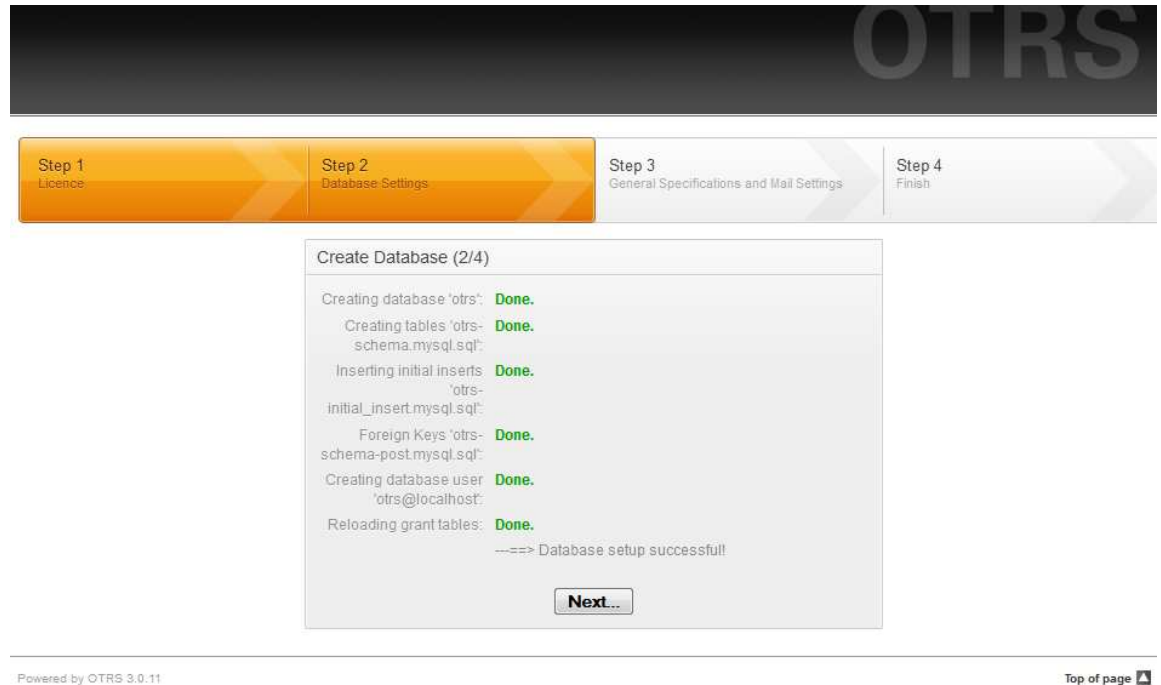 OTRS
Step 1
Licence
Step 2
Database Settings
Step 3
General Specifications and Mail Settings
Step 4
Finish
Create Database (2/4)
Creating database 'otrs': Done.
Creating tables 'otrs- Done.
schema.mysql.sql':
Inserting initial inserts Done.
'otrs-
initial_insert.mysql.sql':
Foreign Keys 'otrs- Done.
schema-post.mysql.sql':
Creating database user Done.
'otrs@localhost':
Reloading grant tables: Done.
---==> Database setup successful!
Next...
Powered by OTRS 3.0.11
Top of page